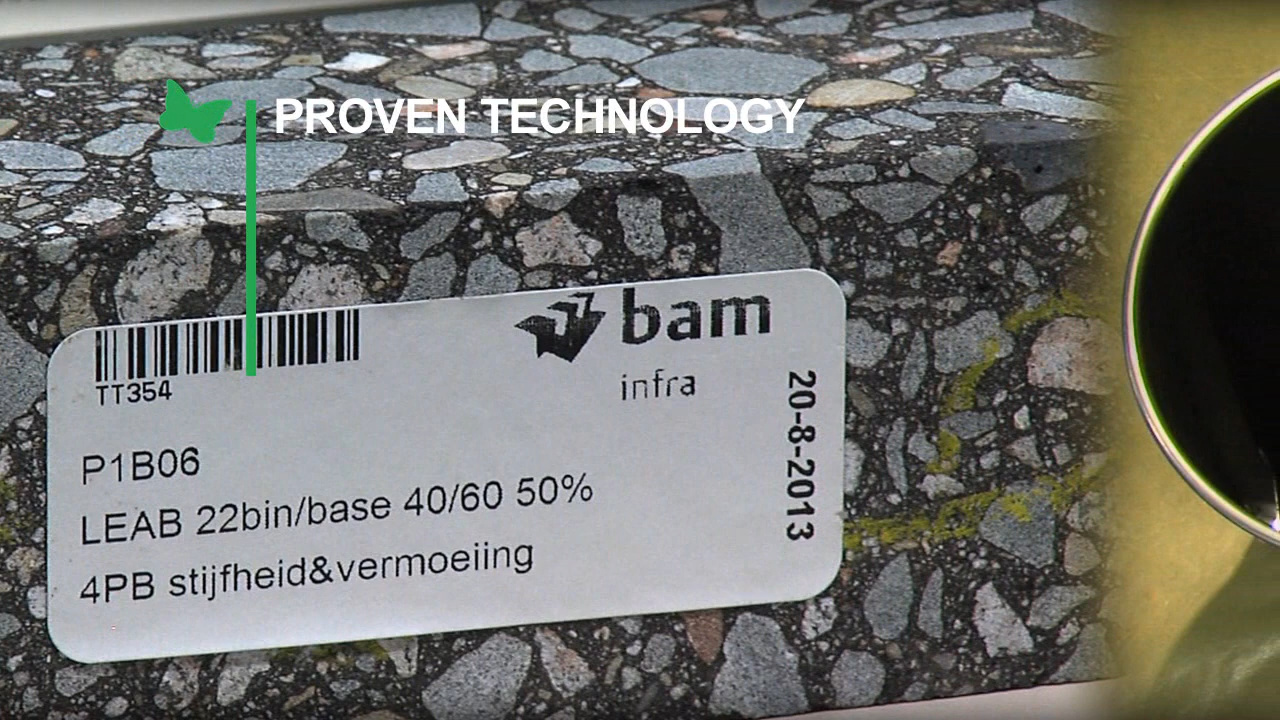 PROVEN TECHNOLOGY
bam
infra
TT354
20-8-2013
P1B06
LEAB 22bin/base 40/60 50%
4PB stijfheid&vermoeiing